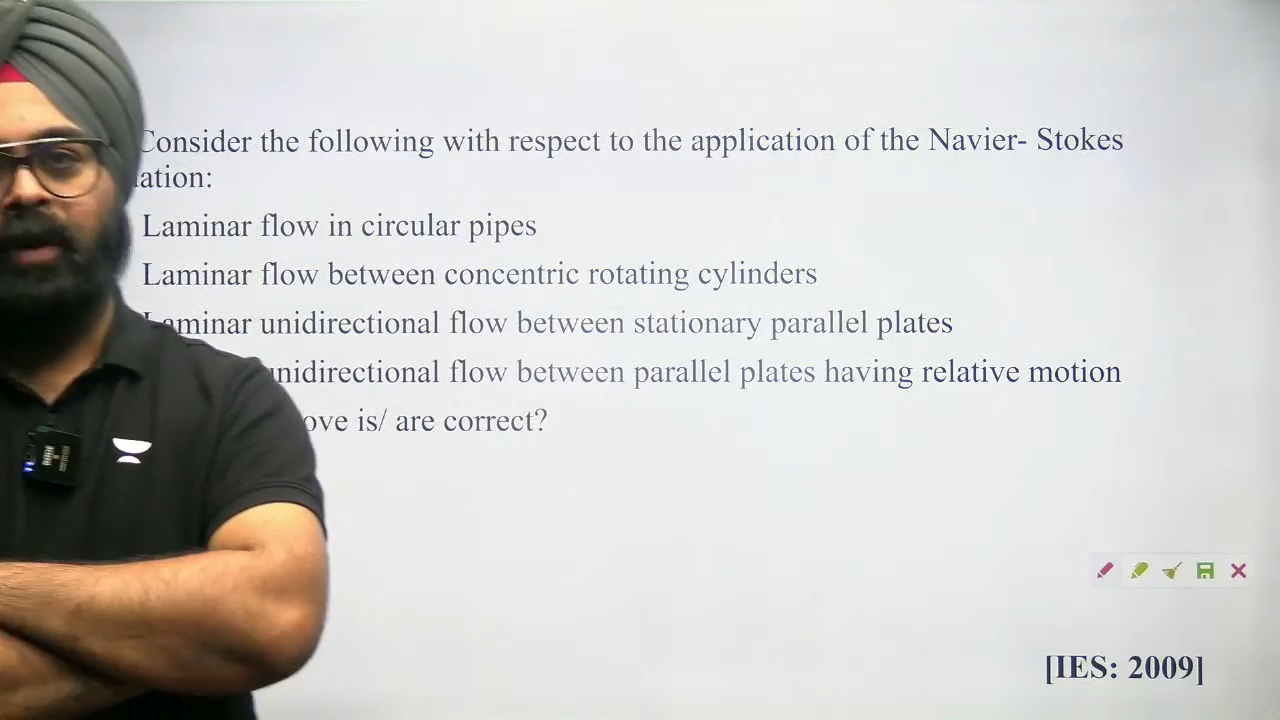 Consider the following with respect to the application of the Navier- Stokes
ation:
Laminar flow in circular pipes
Laminar flow between concentric rotating cylinders
Laminar unidirectional flow between stationary parallel plates
unidirectional flow between parallel plates having relative motion
ove is/ are correct?
[IES: 2009]